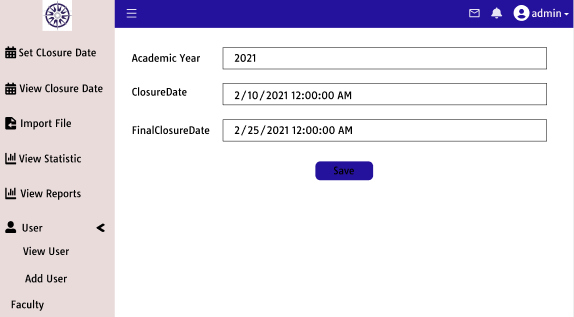 admin
Set CLosure Date
View Closure Date
Import File
View Statistic
View Reports
User
View User
Add User
Faculty
Academic Year
2021
ClosureDate
2/10/2021 12:00:00 AM
FinalClosureDate
2/25/2021 12:00:00 AM
Save